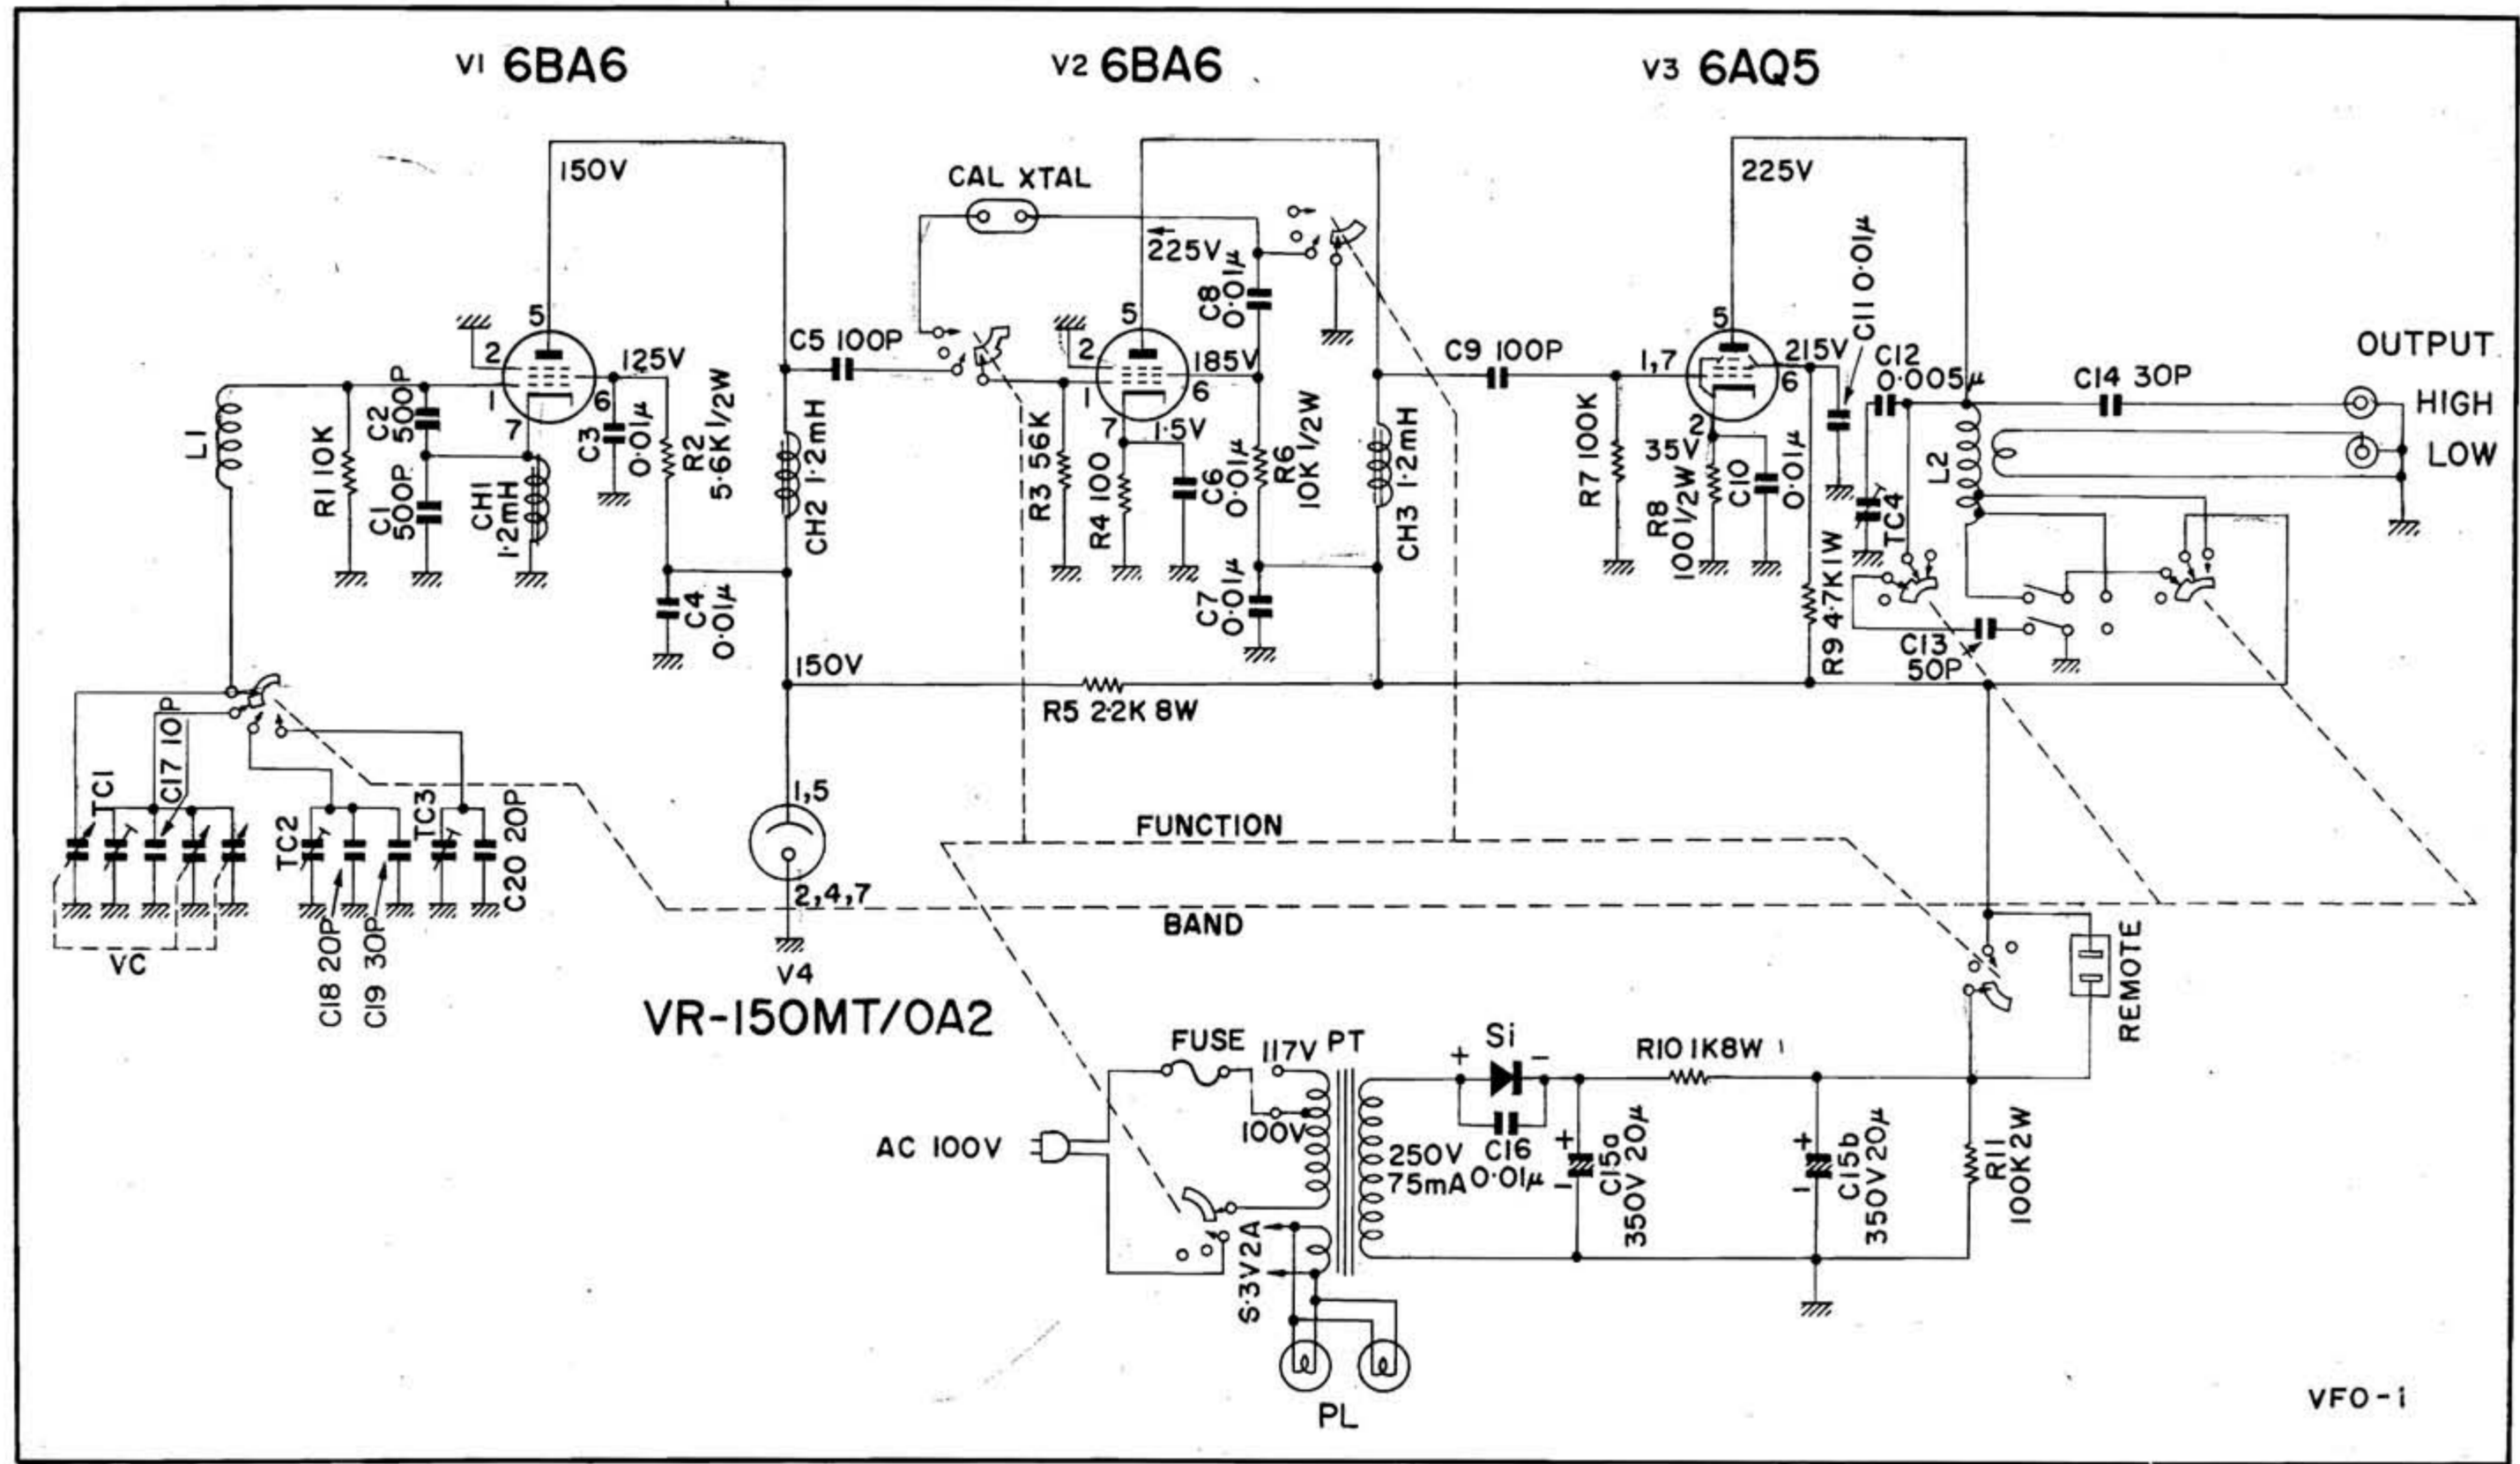 V1 6BA6
V2 6BA6
V3 6AQ5
150V
CAL XTAL
225V
225V
C8
0.01μ
C11 0.01μ
5
2
1
7
6
125V
C5 100P
5
2
1
7
6
185V
1.5V
C9 100P
1,7
5
215V
6
2
35V
C12
0.005μ
C14 30P
OUTPUT
HIGH
LOW
L1
R1 10K
C2
500P
C1
500P
CH1
1.2mH
C3
0.01μ
R2
5.6K 1/2W
CH2 1.2mH
R3 56K
R4 100
C6
0.01μ
R6
10K 1/2W
CH3 1.2mH
R7 100K
R8
100 1/2W
C10
0.01μ
TC4
L2
C4
0.01μ
C7
0.01μ
R9 4.7K1W
C13
50P
150V
R5 2.2K 8W
TC1
C17 10P
TC2
TC3
C20 20P
1,5
2,4,7
FUNCTION
BAND
VC
C18 20P
C19 30P
V4
VR-150MT/0A2
REMOTE
FUSE
117V
PT
+ Si -
R10 1K8W
AC 100V
100V
250V
75mA
C16
0.01μ
+
-
C15a
350V 20μ
+
-
C15b
350V 20μ
R11
100K2W
6.3V2A
PL
VFO-1